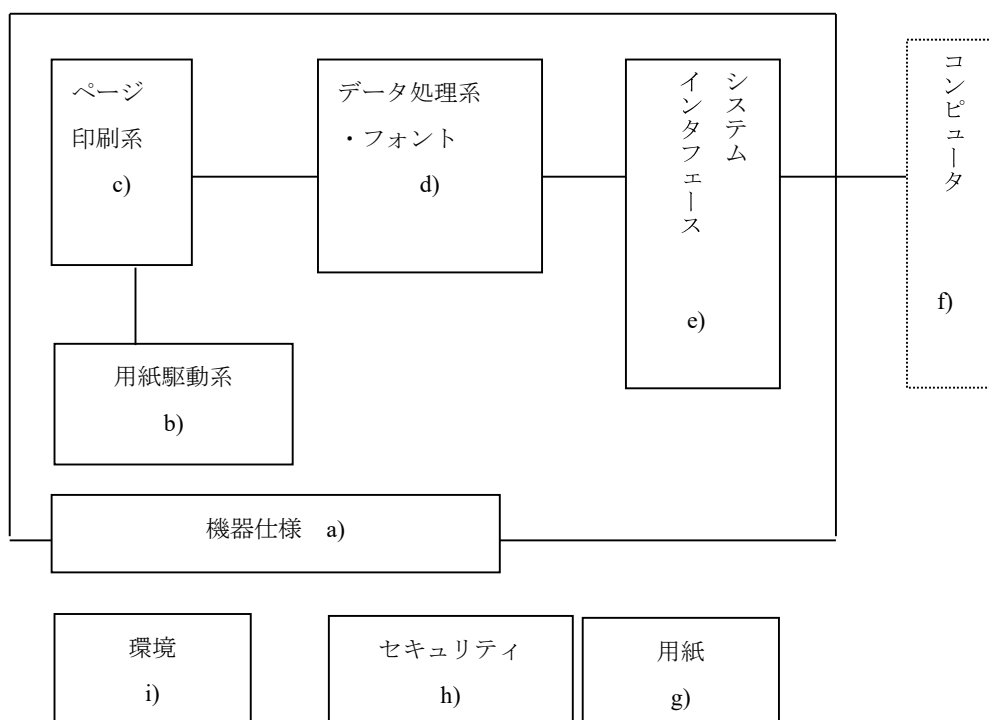 ページ
印刷系
c)
データ処理系
・フォント
d)
システム
インタフェース
e)
コンピュータ
f)
用紙駆動系
b)
機器仕様 a)
環境
i)
セキュリティ
h)
用紙
g)